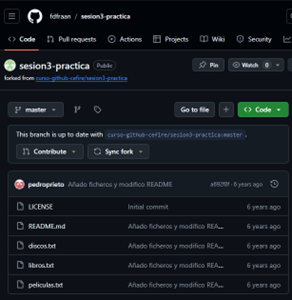 fdfraan / sesion3-practica
Code Pull requests Actions Projects Wiki Security
sesion3-practica Public Pin Watch 0
forked from curso-github-cefire/sesion3-practica
master Go to file Code
This branch is up to date with curso-github-cefire/sesion3-practica:master.
Contribute Sync fork
pedroprieto Añado ficheros y modifico README · 6 years ago
LICENSE Initial commit 6 years ago
README.md Añado ficheros y modifico REA... 6 years ago
discos.txt Añado ficheros y modifico REA... 6 years ago
libros.txt Añado ficheros y modifico REA... 6 years ago
peliculas.txt Añado ficheros y modifico REA... 6 years ago